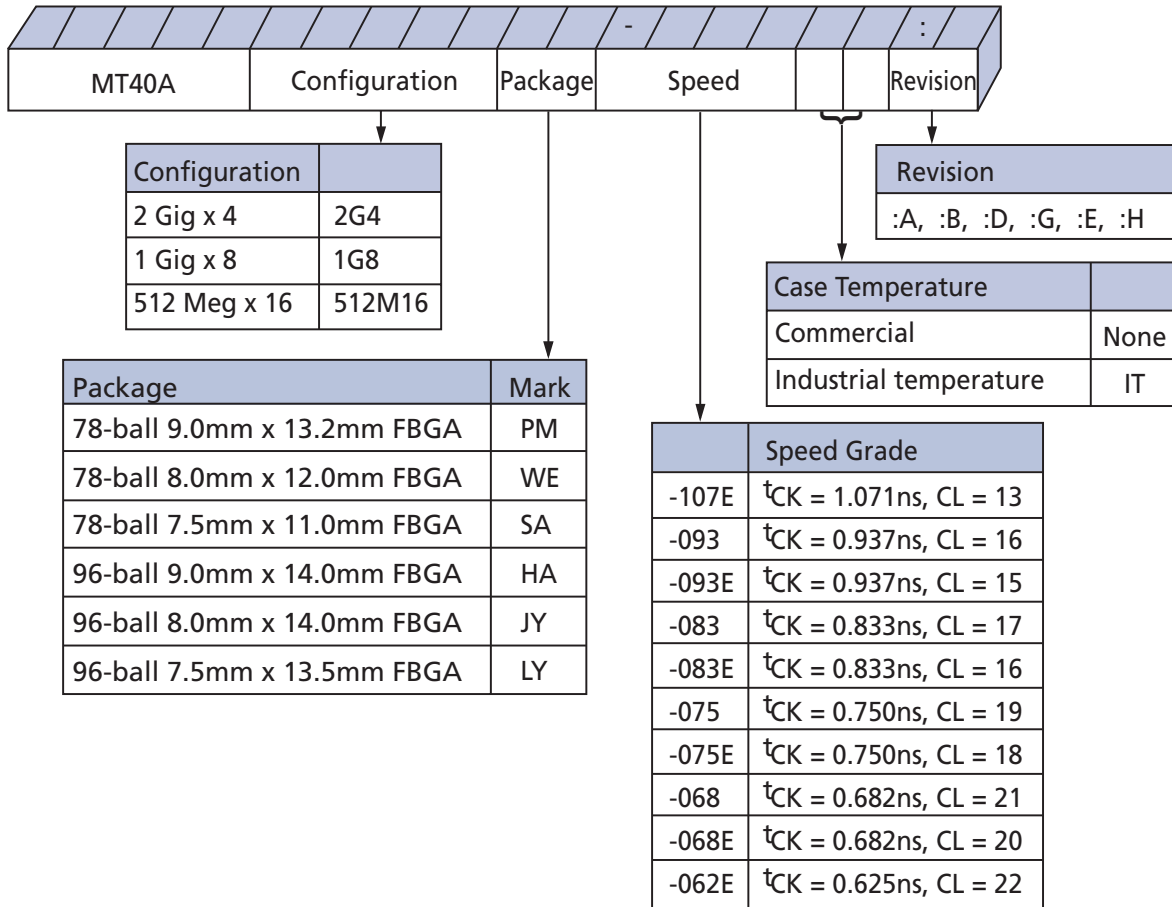 - :
MT40A Configuration Package Speed Revision
Configuration
2 Gig x 4 2G4
1 Gig x 8 1G8
512 Meg x 16 512M16
Package Mark
78-ball 9.0mm x 13.2mm FBGA PM
78-ball 8.0mm x 12.0mm FBGA WE
78-ball 7.5mm x 11.0mm FBGA SA
96-ball 9.0mm x 14.0mm FBGA HA
96-ball 8.0mm x 14.0mm FBGA JY
96-ball 7.5mm x 13.5mm FBGA LY
Revision
:A, :B, :D, :G, :E, :H
Case Temperature
Commercial None
Industrial temperature IT
Speed Grade
-107E tCK = 1.071ns, CL = 13
-093 tCK = 0.937ns, CL = 16
-093E tCK = 0.937ns, CL = 15
-083 tCK = 0.833ns, CL = 17
-083E tCK = 0.833ns, CL = 16
-075 tCK = 0.750ns, CL = 19
-075E tCK = 0.750ns, CL = 18
-068 tCK = 0.682ns, CL = 21
-068E tCK = 0.682ns, CL = 20
-062E tCK = 0.625ns, CL = 22